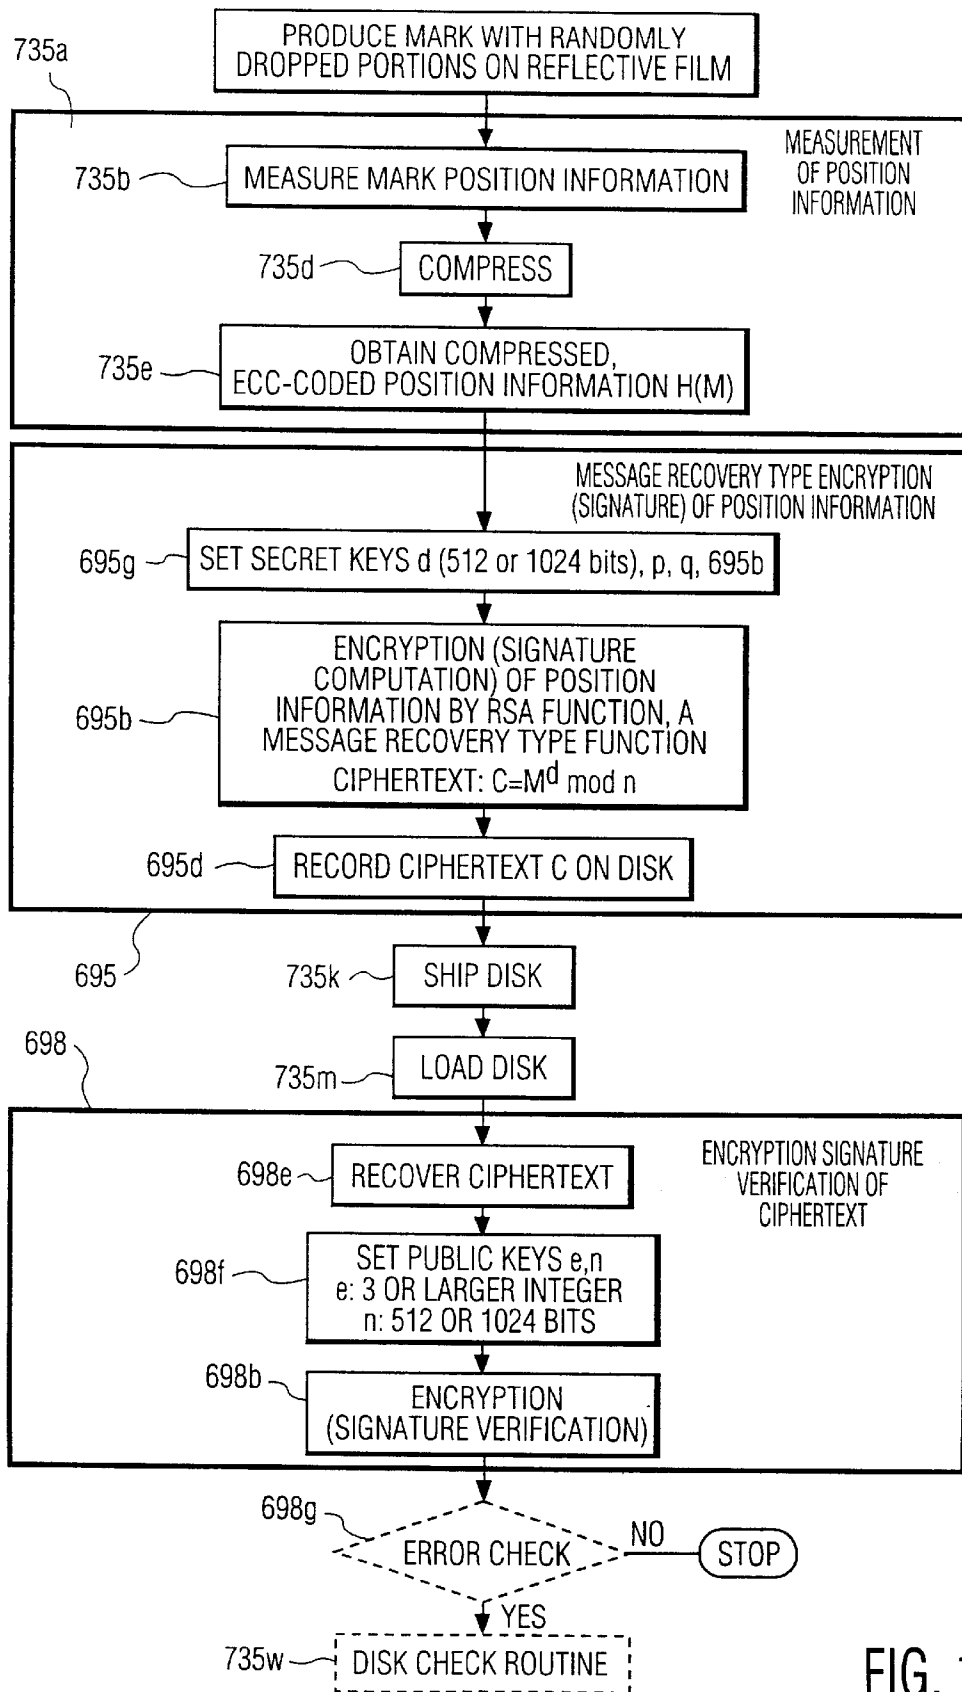 PRODUCE MARK WITH RANDOMLY
DROPPED PORTIONS ON REFLECTIVE FILM
735a
MEASUREMENT
OF POSITION
INFORMATION
735b
MEASURE MARK POSITION INFORMATION
735d
COMPRESS
735e
OBTAIN COMPRESSED,
ECC-CODED POSITION INFORMATION H(M)
MESSAGE RECOVERY TYPE ENCRYPTION
(SIGNATURE) OF POSITION INFORMATION
695g
SET SECRET KEYS d (512 or 1024 bits), p, q, 695b
695b
ENCRYPTION (SIGNATURE
COMPUTATION) OF POSITION
INFORMATION BY RSA FUNCTION, A
MESSAGE RECOVERY TYPE FUNCTION
CIPHERTEXT: C=M^d mod n
695d
RECORD CIPHERTEXT C ON DISK
695
735k
SHIP DISK
698
735m
LOAD DISK
ENCRYPTION SIGNATURE
VERIFICATION OF
CIPHERTEXT
698e
RECOVER CIPHERTEXT
698f
SET PUBLIC KEYS e,n
e: 3 OR LARGER INTEGER
n: 512 OR 1024 BITS
698b
ENCRYPTION
(SIGNATURE VERIFICATION)
698g
ERROR CHECK
NO
STOP
YES
735w
DISK CHECK ROUTINE
FIG.